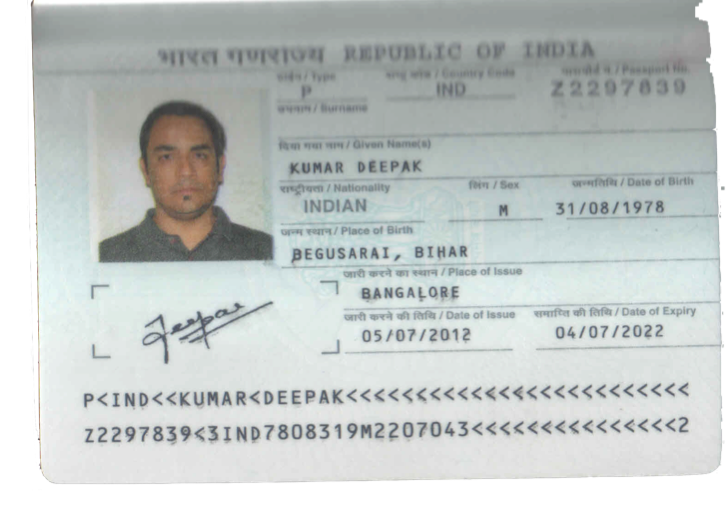 भारत गणराज्य REPUBLIC OF INDIA
टाईप / Type
राष्ट्र कोड / Country Code
पासपोर्ट नं. / Passport No.
P
IND
Z2297839
उपनाम / Surname
दिया गया नाम / Given Name(s)
KUMAR DEEPAK
राष्ट्रीयता / Nationality
लिंग / Sex
जन्मतिथि / Date of Birth
INDIAN
M
31/08/1978
जन्म स्थान / Place of Birth
BEGUSARAI, BIHAR
जारी करने का स्थान / Place of Issue
BANGALORE
जारी करने की तिथि / Date of Issue
समाप्ति की तिथि / Date of Expiry
05/07/2012
04/07/2022
Deepak
P<IND<<KUMAR<DEEPAK<<<<<<<<<<<<<<<<<<<<<<<<<
Z2297839<3IND7808319M2207043<<<<<<<<<<<<<<<2